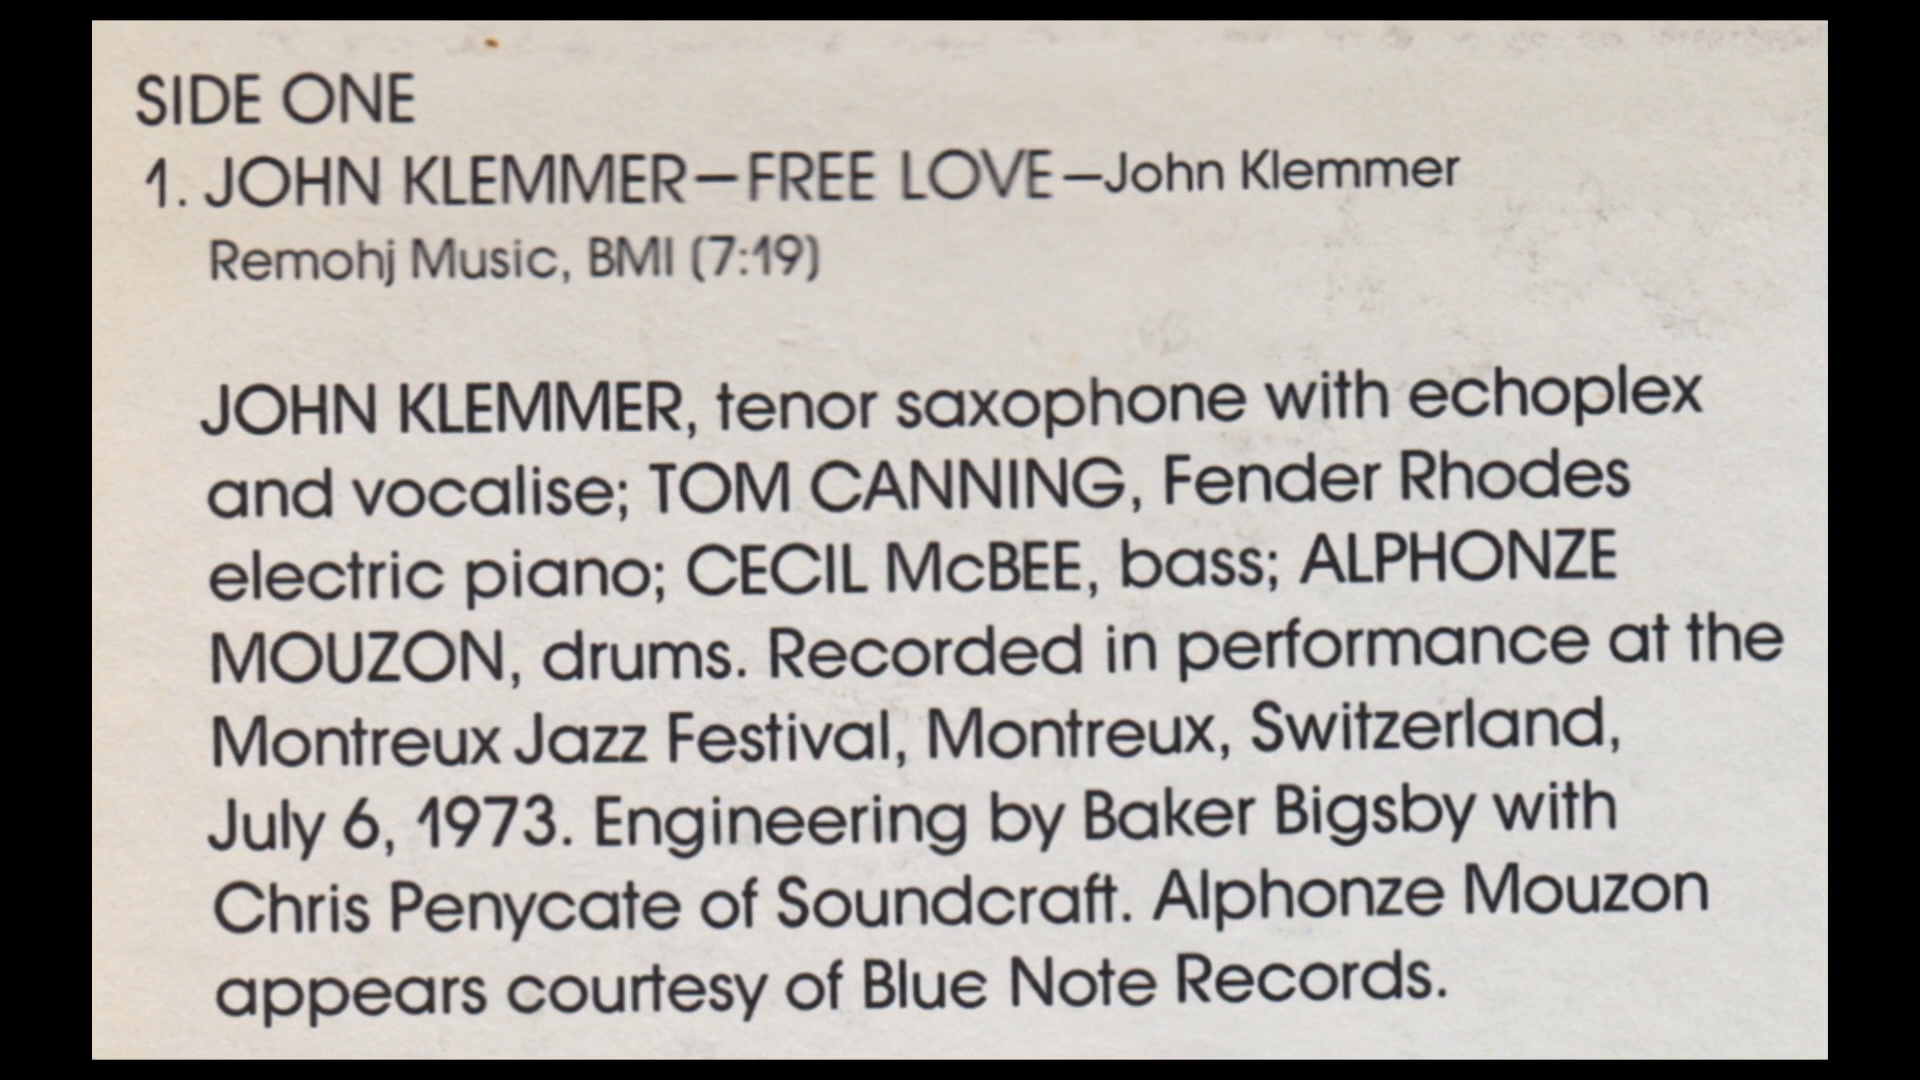 SIDE ONE
1. JOHN KLEMMER—FREE LOVE—John Klemmer
Remohj Music, BMI (7:19)
JOHN KLEMMER, tenor saxophone with echoplex
and vocalise; TOM CANNING, Fender Rhodes
electric piano; CECIL McBEE, bass; ALPHONZE
MOUZON, drums. Recorded in performance at the
Montreux Jazz Festival, Montreux, Switzerland,
July 6, 1973. Engineering by Baker Bigsby with
Chris Penycate of Soundcraft. Alphonze Mouzon
appears courtesy of Blue Note Records.